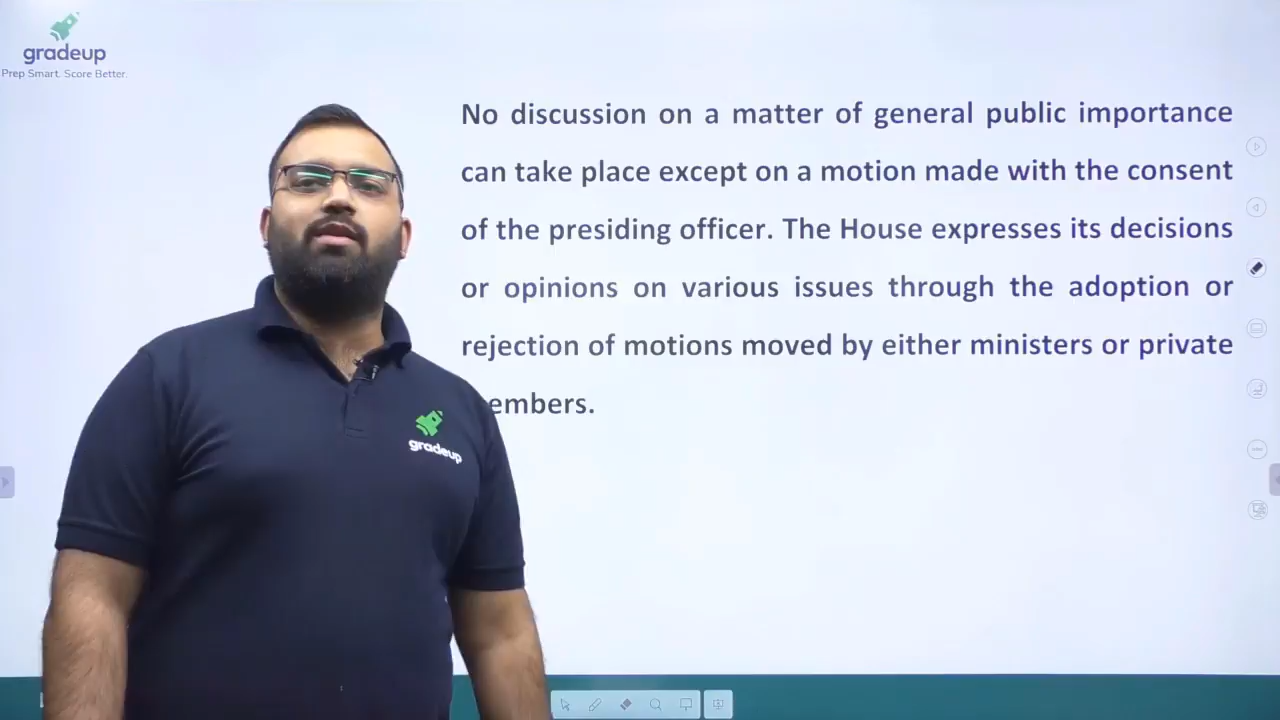 gradeup
Prep Smart. Score Better.
No discussion on a matter of general public importance
can take place except on a motion made with the consent
of the presiding officer. The House expresses its decisions
or opinions on various issues through the adoption or
rejection of motions moved by either ministers or private
embers.
gradeup